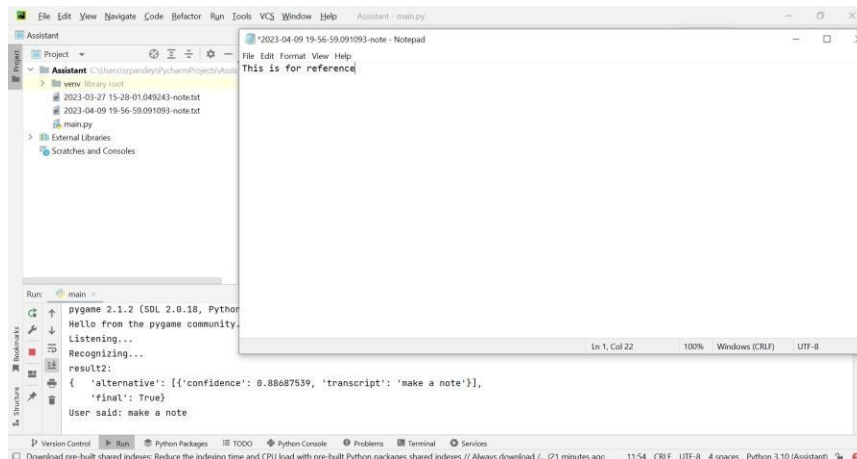 File Edit View Navigate Code Refactor Run Tools VCS Window Help Assistant - main.py
Assistant
Project
Project
Assistant C:\Users\srpandey\PycharmProjects\Assis
venv library root
2023-03-27 15-28-01.049243-note.txt
2023-04-09 19-56-59.091093-note.txt
main.py
External Libraries
Scratches and Consoles
*2023-04-09 19-56-59.091093-note - Notepad
File Edit Format View Help
This is for reference
Ln 1, Col 22 100% Windows (CRLF) UTF-8
Run: main
pygame 2.1.2 (SDL 2.0.18, Python
Hello from the pygame community.
Listening...
Recognizing...
result2:
{ 'alternative': [{'confidence': 0.88687539, 'transcript': 'make a note'}],
'final': True}
User said: make a note
Bookmarks
Structure
Version Control Run Python Packages TODO Python Console Problems Terminal Services
Download pre-built shared indexes: Reduce the indexing time and CPU load with pre-built Python packages shared indexes // Always download /... (21 minutes ago 11:54 CRLF UTF-8 4 spaces Python 3.10 (Assistant)